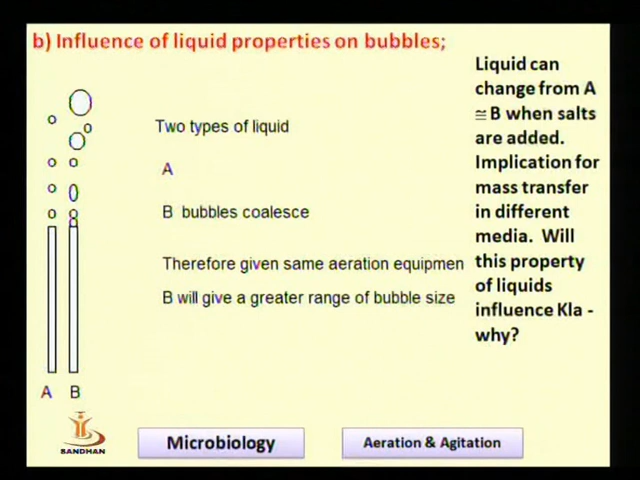 b) Influence of liquid properties on bubbles;
Two types of liquid
A
B bubbles coalesce
Therefore given same aeration equipmen
B will give a greater range of bubble size
Liquid can
change from A
≅ B when salts
are added.
Implication for
mass transfer
in different
media. Will
this property
of liquids
influence Kla -
why?
A B
SANDHAN
Microbiology
Aeration & Agitation